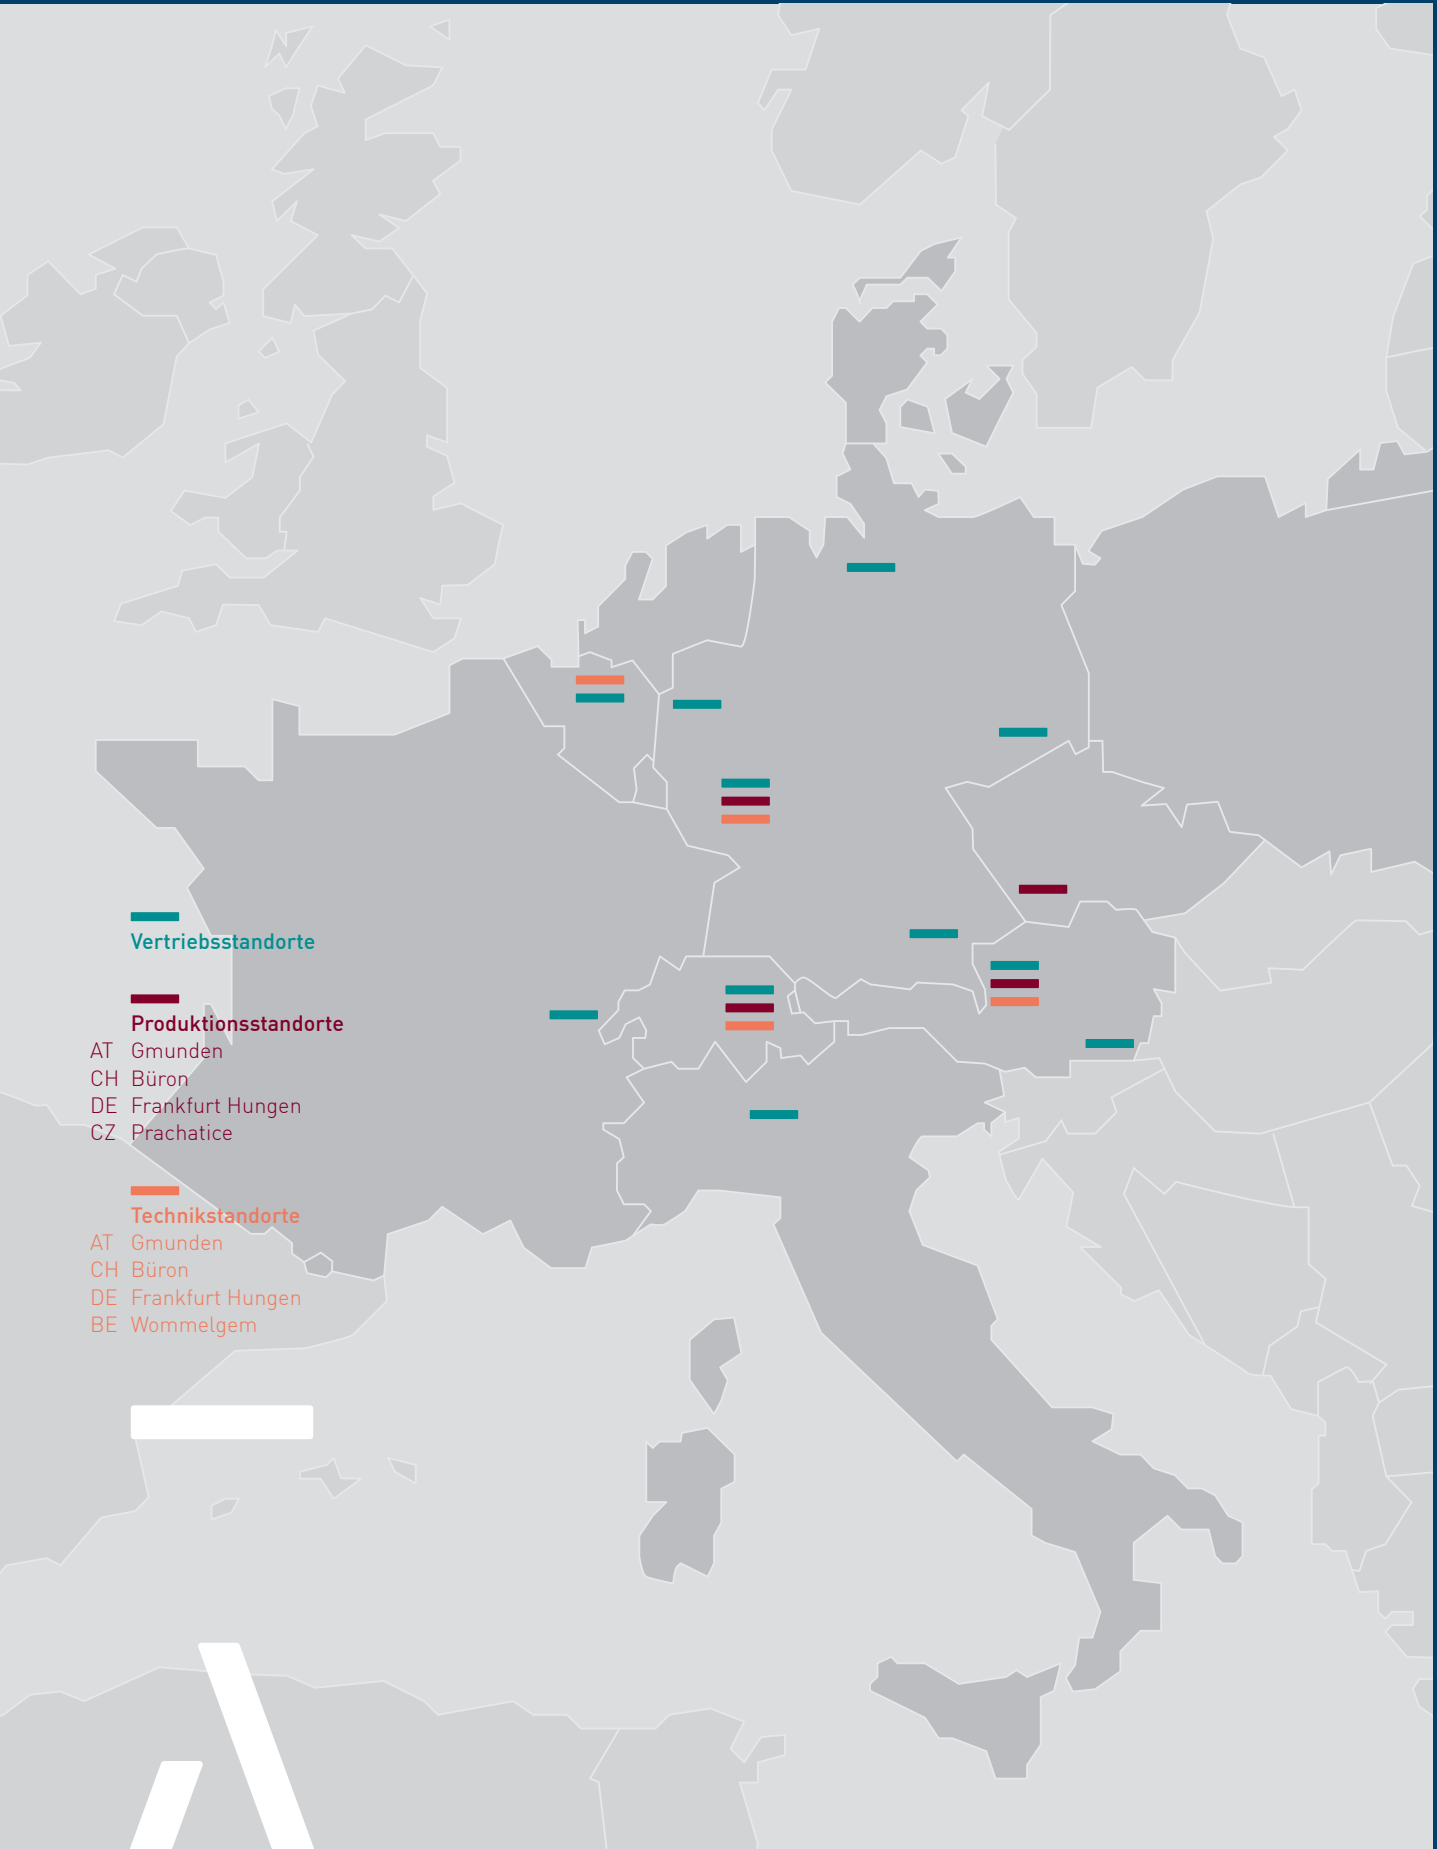 Vertriebsstandorte
Produktionsstandorte
AT Gmunden
CH Büron
DE Frankfurt Hungen
CZ Prachatice
Technikstandorte
AT Gmunden
CH Büron
DE Frankfurt Hungen
BE Wommelgem